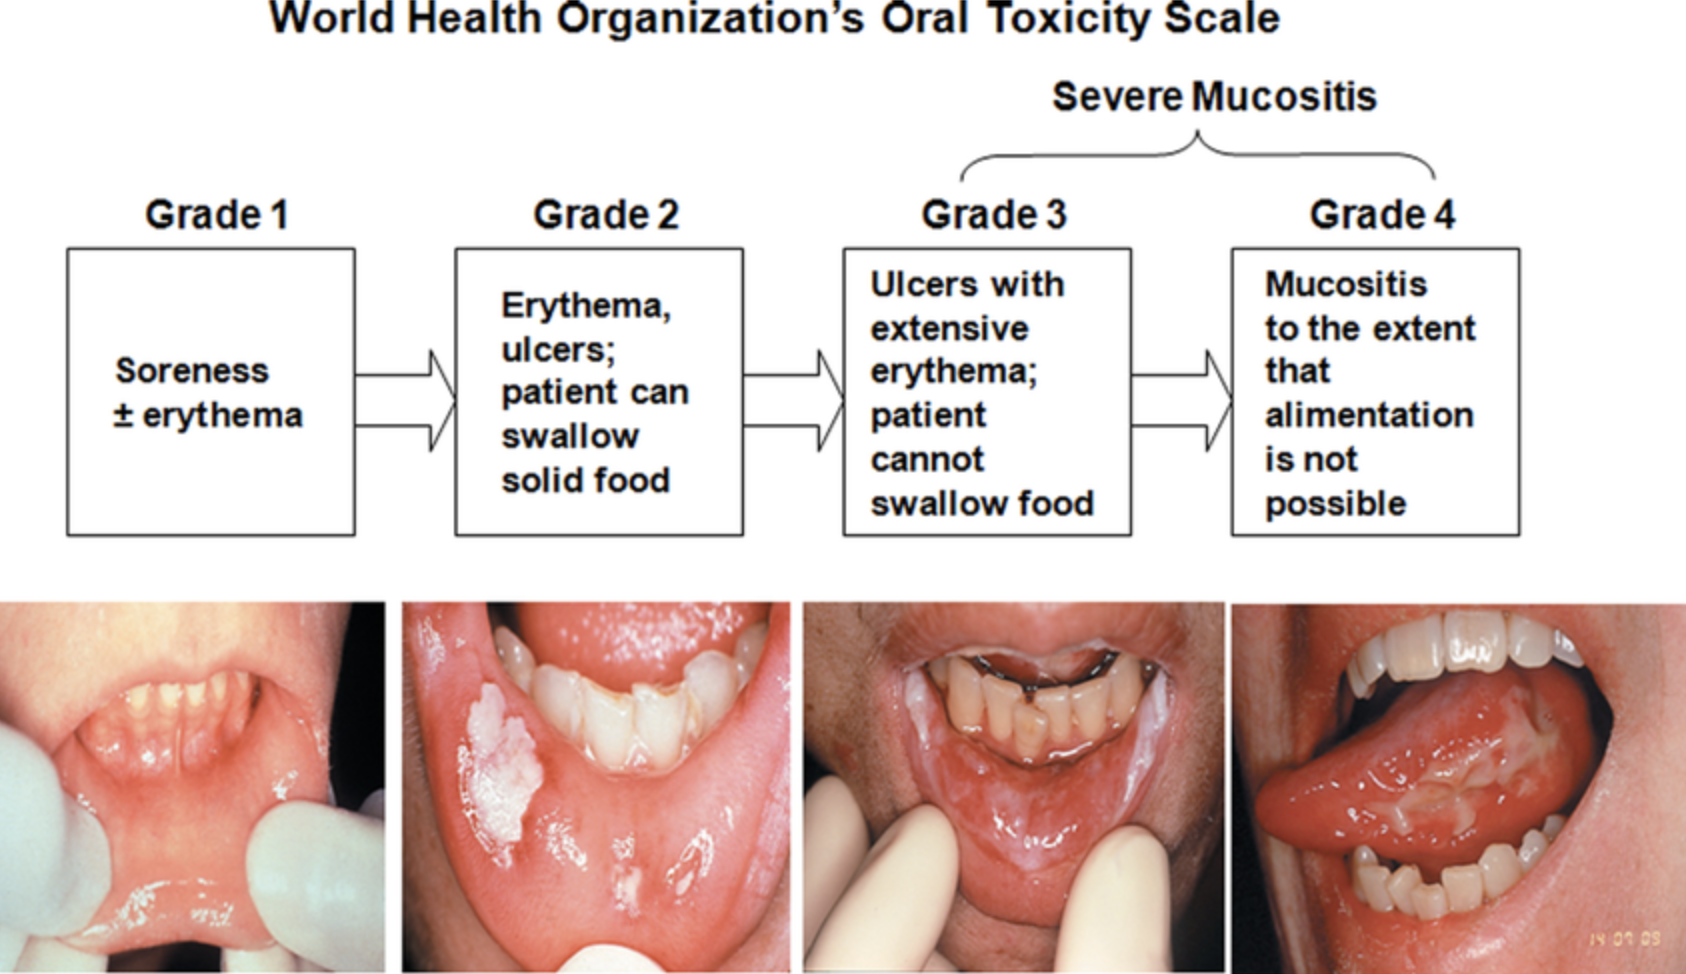 World Health Organization's Oral Toxicity Scale
Severe Mucositis
Grade 1
Soreness
± erythema
Grade 2
Erythema,
ulcers;
patient can
swallow
solid food
Grade 3
Ulcers with
extensive
erythema;
patient
cannot
swallow food
Grade 4
Mucositis
to the extent
that
alimentation
is not
possible
14 07 09